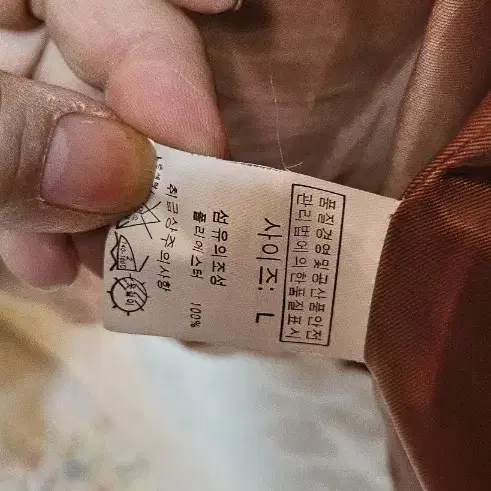 품질경영및공산품안전
관리법에의한품질표시
사이즈: L
섬유의조성
폴리에스터 100%
취급상주의사항